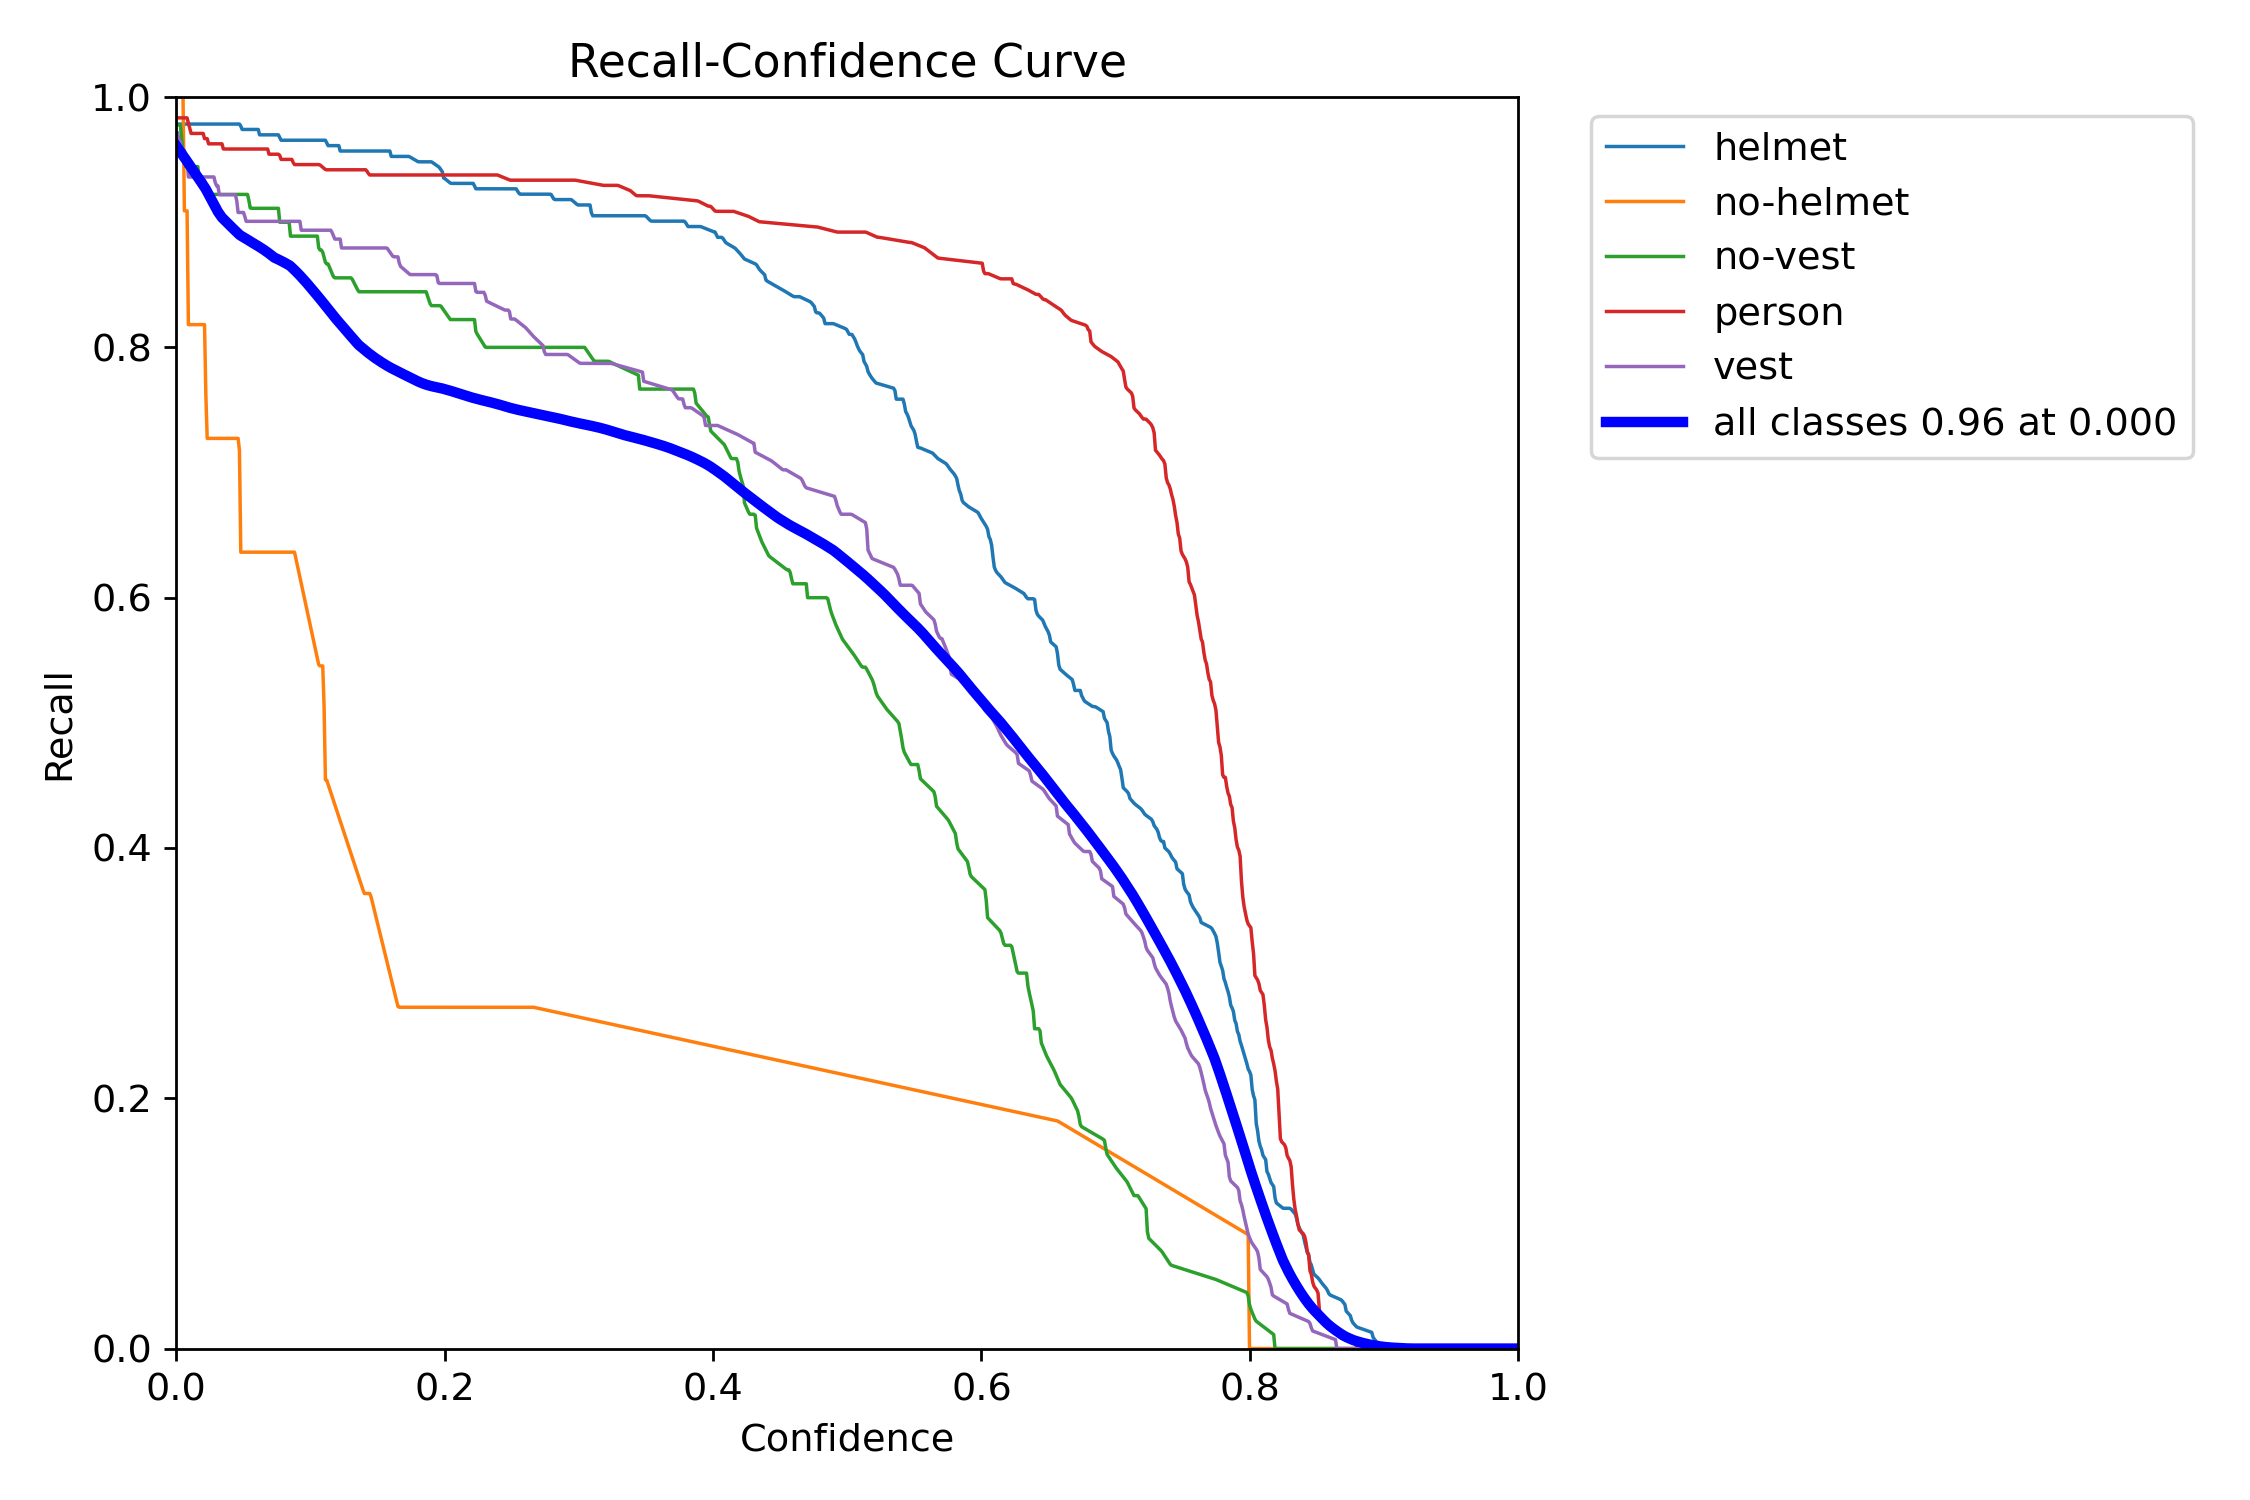 Recall-Confidence Curve
1.0
0.8
0.6
0.4
0.2
0.0
Recall
0.0 0.2 0.4 0.6 0.8 1.0
Confidence
helmet
no-helmet
no-vest
person
vest
all classes 0.96 at 0.000